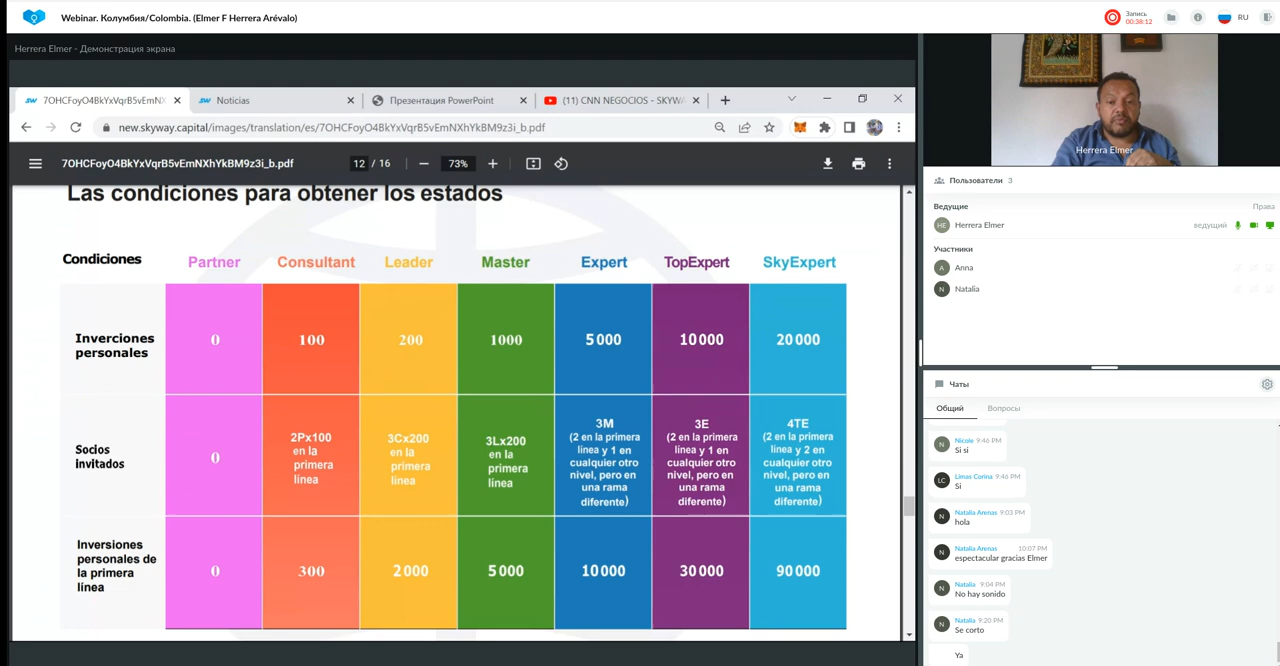 Webinar. Колумбия/Colombia. (Elmer F Herrera Arévalo)
Запись
00:38:12
RU
Herrera Elmer - Демонстрация экрана
7OHCFoyO4BkYxVqrB5vEmNX
Noticias
Презентация PowerPoint
(11) CNN NEGOCIOS - SKYWA
new.skyway.capital/images/translation/es/7OHCFoyO4BkYxVqrB5vEmNXhYkBM9z3i_b.pdf
7OHCFoyO4BkYxVqrB5vEmNXhYkBM9z3i_b.pdf
12 / 16
73%
Las condiciones para obtener los estados
Condiciones Partner Consultant Leader Master Expert TopExpert SkyExpert
Inverciones
personales
0 100 200 1000 5 000 10 000 20 000
Socios
invitados
0
2Px100
en la
primera
línea
3Cx200
en la
primera
línea
3Lx200
en la
primera
línea
3M
(2 en la primera
línea y 1 en
cualquier otro
nivel, pero en
una rama
diferente)
3E
(2 en la primera
línea y 1 en
cualquier otro
nivel, pero en
una rama
diferente)
4TE
(2 en la primera
línea y 2 en
cualquier otro
nivel, pero en
una rama
diferente)
Inversiones
personales de
la primera
línea
0 300 2 000 5 000 10 000 30 000 90 000
Herrera Elmer
Пользователи 3
Ведущие Права
HE Herrera Elmer ведущий
Участники
A Anna
N Natalia
Чаты
Общий Вопросы
N Nicole 9:46 PM
Si si
LC Limas Corina 9:46 PM
Si
N Natalia Arenas 9:03 PM
hola
N Natalia Arenas 10:07 PM
espectacular gracias Elmer
N Natalia 9:04 PM
No hay sonido
N Natalia 9:20 PM
Se corto
Ya